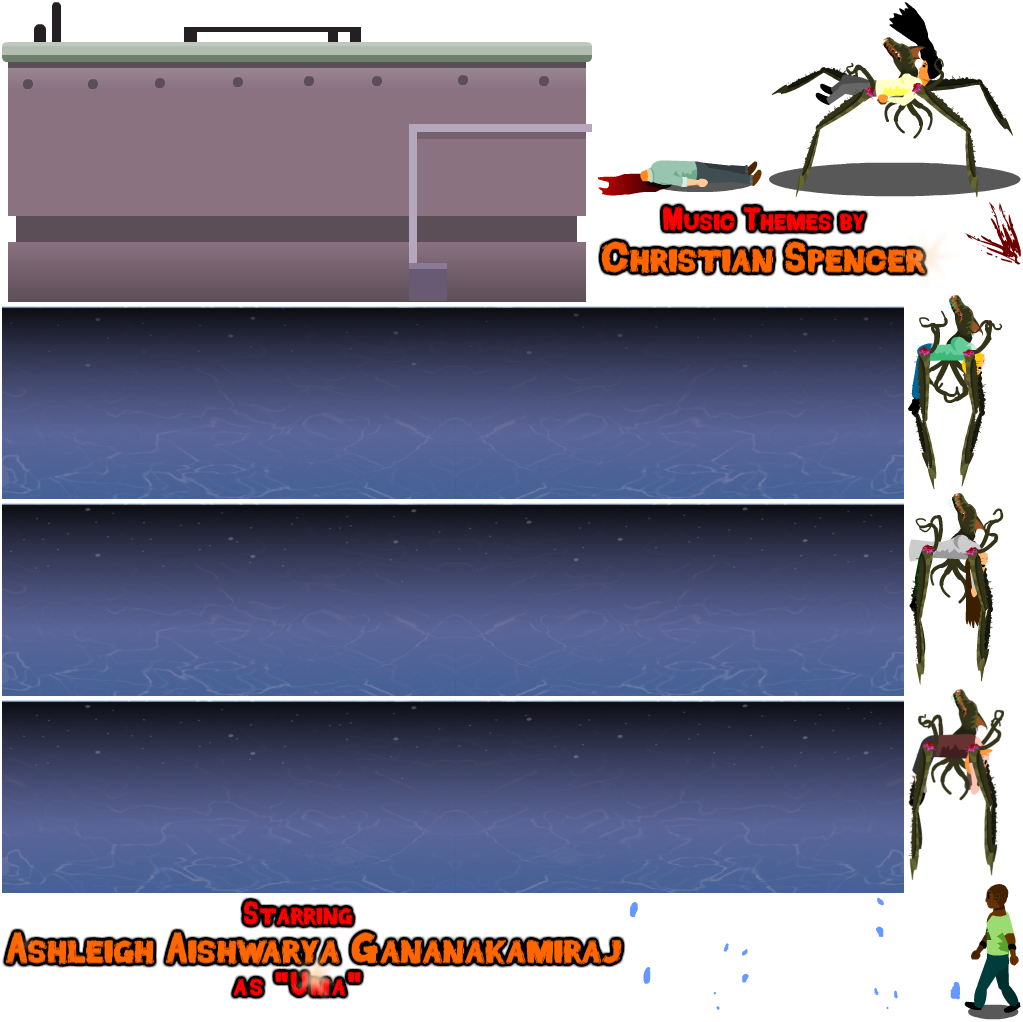 Music Themes by
Christian Spencer
Starring
Ashleigh Aishwarya Gananakamiraj
as "Uma"